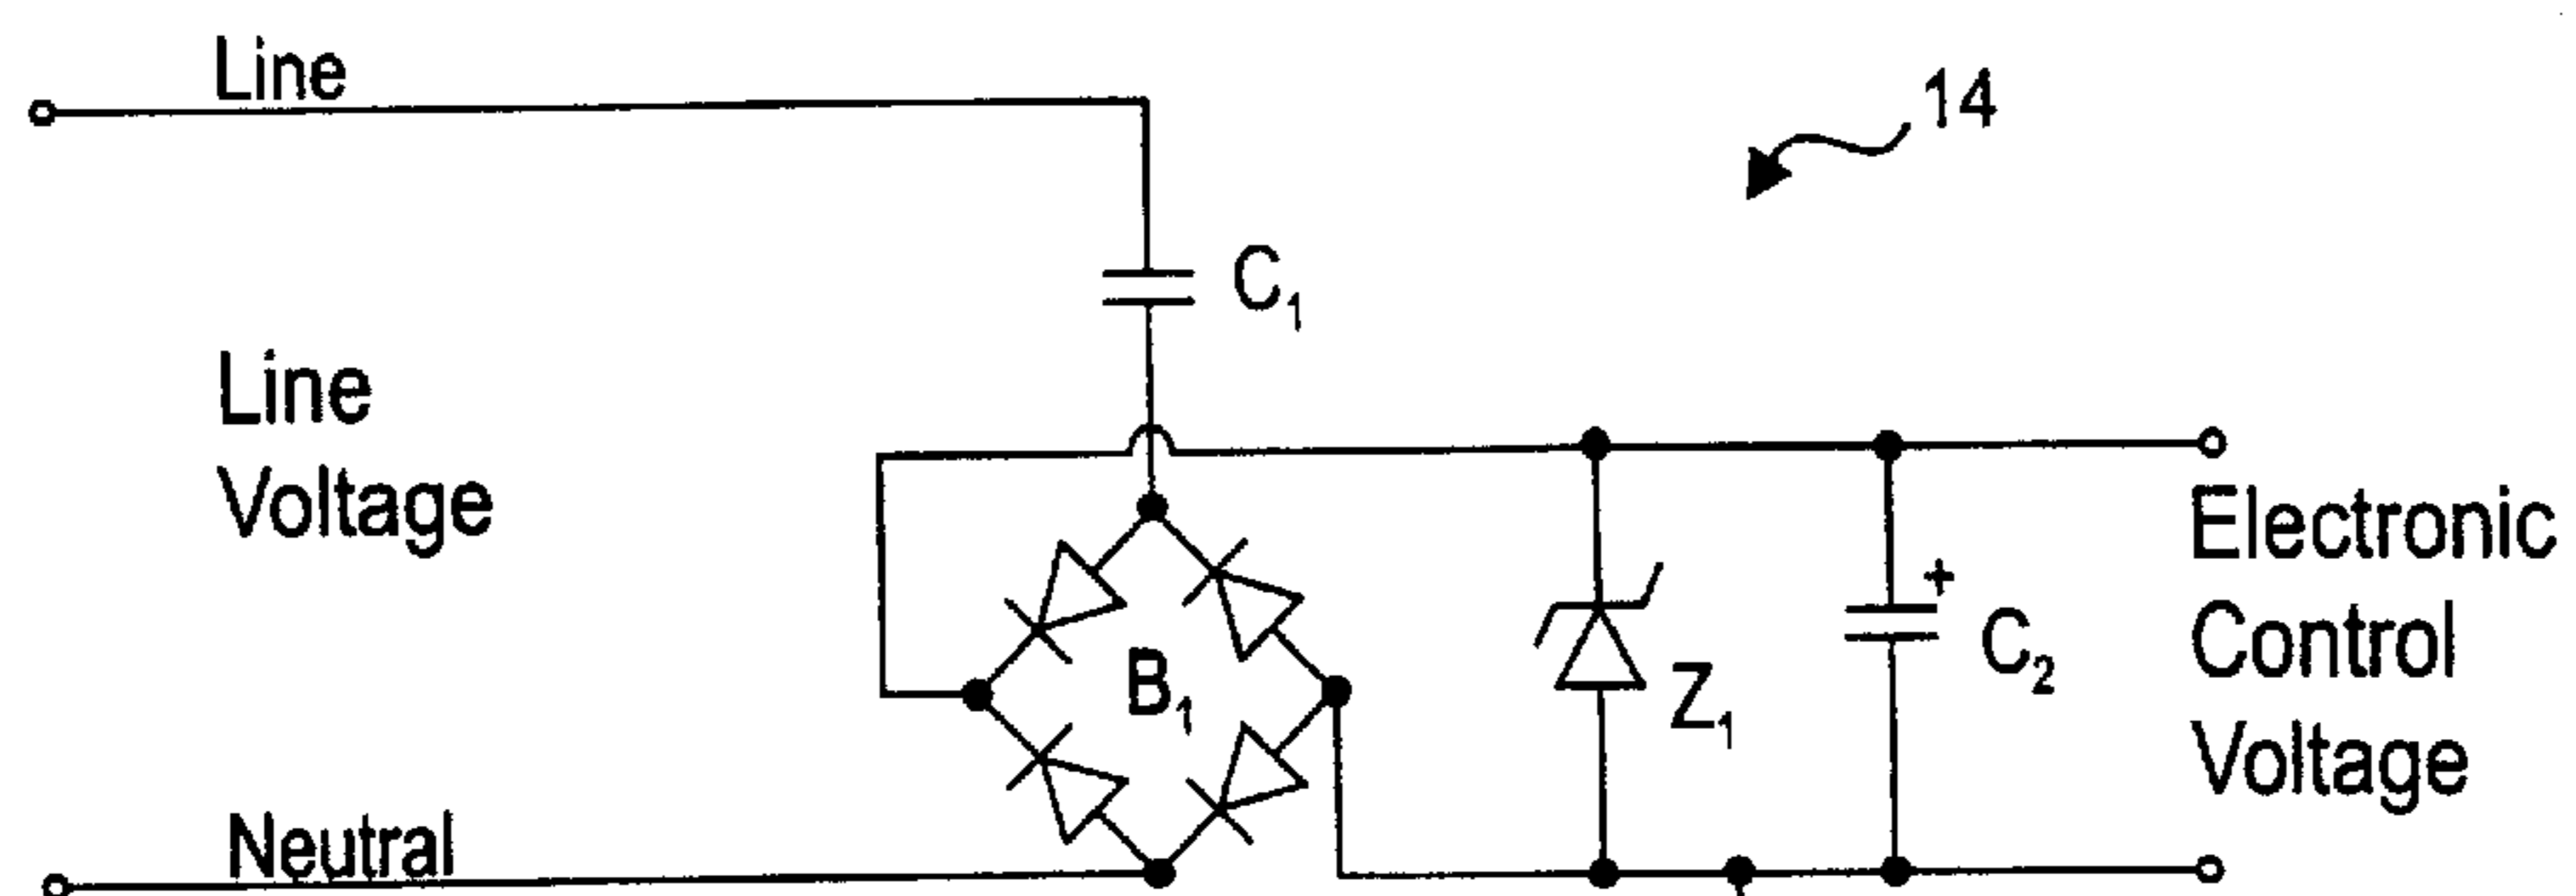 Line
14
C₁
Line
Voltage
+
Electronic
Control
Voltage
C₂
B₁
Z₁
Neutral